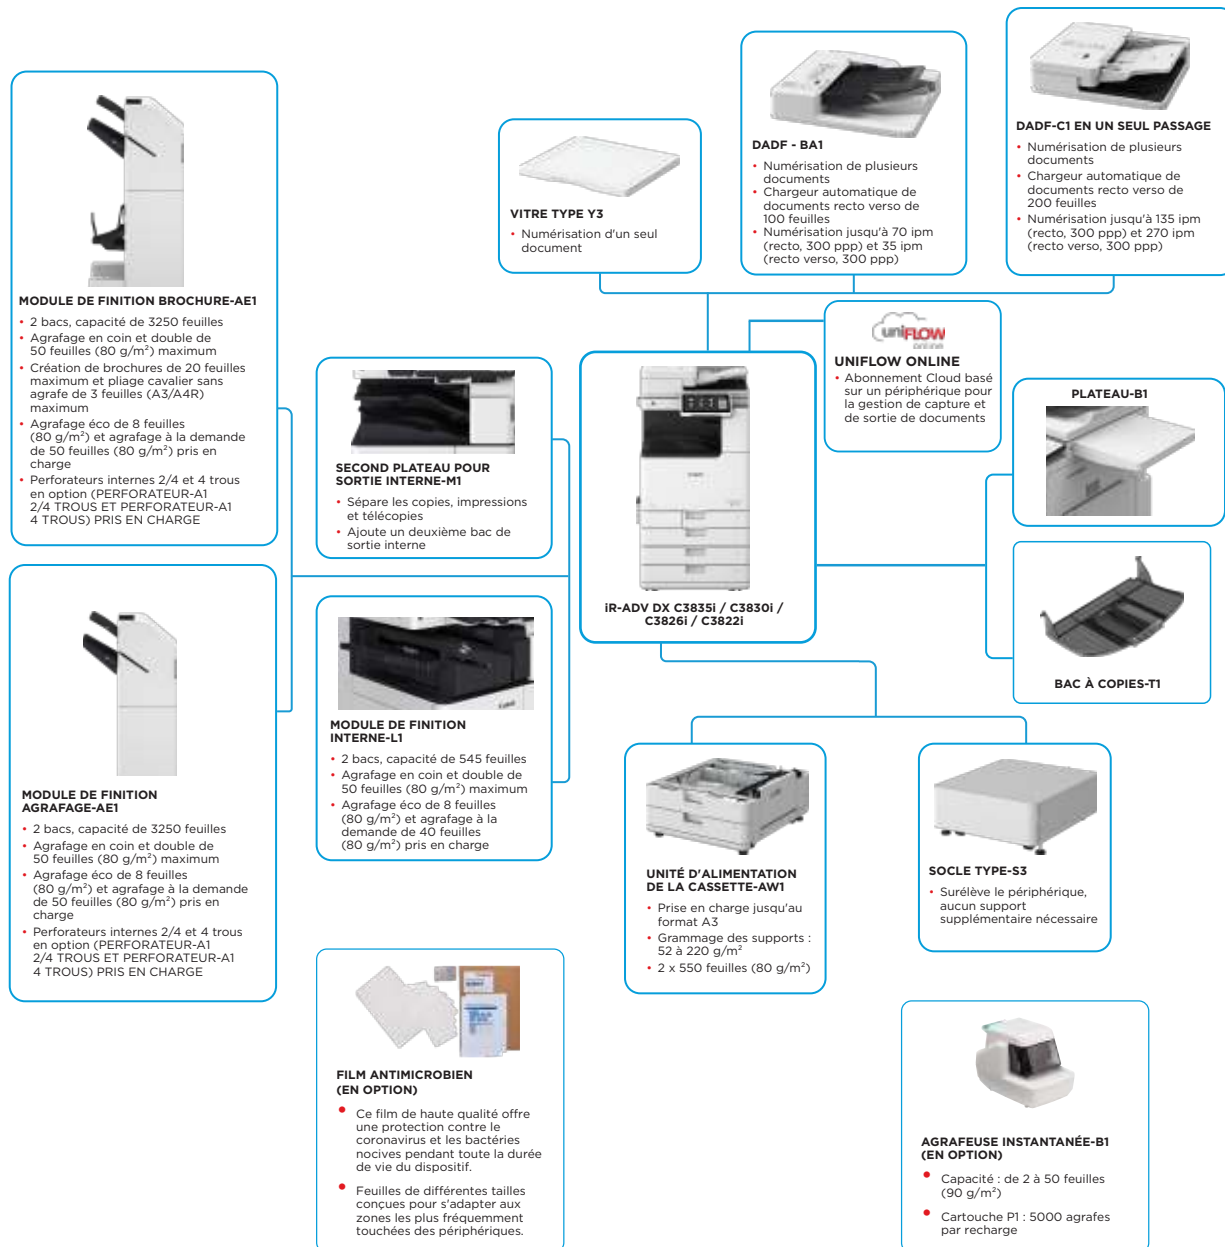 MODULE DE FINITION BROCHURE-AE1
• 2 bacs, capacité de 3250 feuilles
• Agrafage en coin et double de
50 feuilles (80 g/m²) maximum
• Création de brochures de 20 feuilles
maximum et pliage cavalier sans
agrafe de 3 feuilles (A3/A4R)
maximum
• Agrafage éco de 8 feuilles
(80 g/m²) et agrafage à la demande
de 50 feuilles (80 g/m²) pris en
charge
• Perforateurs internes 2/4 et 4 trous
en option (PERFORATEUR-A1
2/4 TROUS ET PERFORATEUR-A1
4 TROUS) PRIS EN CHARGE
MODULE DE FINITION
AGRAFAGE-AE1
• 2 bacs, capacité de 3250 feuilles
• Agrafage en coin et double de
50 feuilles (80 g/m²) maximum
• Agrafage éco de 8 feuilles
(80 g/m²) et agrafage à la demande
de 50 feuilles (80 g/m²) pris en
charge
• Perforateurs internes 2/4 et 4 trous
en option (PERFORATEUR-A1
2/4 TROUS ET PERFORATEUR-A1
4 TROUS) PRIS EN CHARGE
VITRE TYPE Y3
• Numérisation d'un seul
document
DADF - BA1
• Numérisation de plusieurs
documents
• Chargeur automatique de
documents recto verso de
100 feuilles
• Numérisation jusqu'à 70 ipm
(recto, 300 ppp) et 35 ipm
(recto verso, 300 ppp)
DADF-C1 EN UN SEUL PASSAGE
• Numérisation de plusieurs
documents
• Chargeur automatique de
documents recto verso de
200 feuilles
• Numérisation jusqu'à 135 ipm
(recto, 300 ppp) et 270 ipm
(recto verso, 300 ppp)
uniFLOW
UNIFLOW ONLINE
• Abonnement Cloud basé
sur un périphérique pour
la gestion de capture et
de sortie de documents
SECOND PLATEAU POUR
SORTIE INTERNE-M1
• Sépare les copies, impressions
et télécopies
• Ajoute un deuxième bac de
sortie interne
MODULE DE FINITION
INTERNE-L1
• 2 bacs, capacité de 545 feuilles
• Agrafage en coin et double de
50 feuilles (80 g/m²) maximum
• Agrafage éco de 8 feuilles
(80 g/m²) et agrafage à la
demande de 40 feuilles
(80 g/m²) pris en charge
iR-ADV DX C3835i / C3830i /
C3826i / C3822i
PLATEAU-B1
BAC À COPIES-T1
UNITÉ D'ALIMENTATION
DE LA CASSETTE-AW1
• Prise en charge jusqu'au
format A3
• Grammage des supports :
52 à 220 g/m²
• 2 x 550 feuilles (80 g/m²)
SOCLE TYPE-S3
• Surélève le périphérique,
aucun support
supplémentaire nécessaire
FILM ANTIMICROBIEN
(EN OPTION)
• Ce film de haute qualité offre
une protection contre le
coronavirus et les bactéries
nocives pendant toute la durée
de vie du dispositif.
• Feuilles de différentes tailles
conçues pour s'adapter aux
zones les plus fréquemment
touchées des périphériques.
AGRAFEUSE INSTANTANÉE-B1
(EN OPTION)
• Capacité : de 2 à 50 feuilles
(90 g/m²)
• Cartouche P1 : 5000 agrafes
par recharge